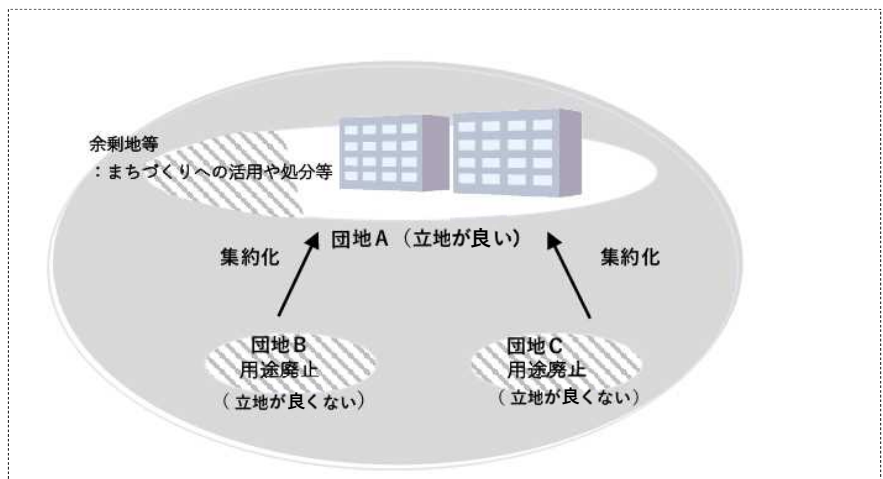 余剰地等
：まちづくりへの活用や処分等
団地Ａ（立地が良い）
集約化
集約化
団地Ｂ
用途廃止
（立地が良くない）
団地Ｃ
用途廃止
（立地が良くない）